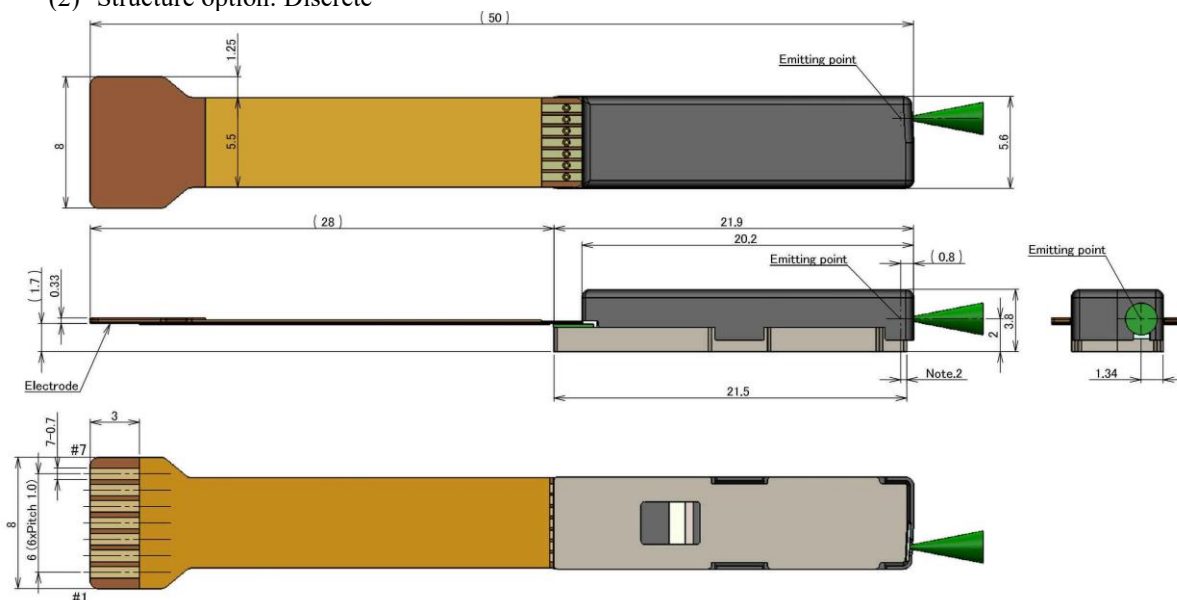 (2) Structure option: Discrete
(50)
1.25
Emitting point
8
5.5
5.6
(28)
21.9
20.2
Emitting point
(0.8)
Emitting point
(1.7)
0.33
2
3.8
Electrode
Note.2
1.34
21.5
3
7-0.7
#7
8
6 (6xPitch 1.0)
#1